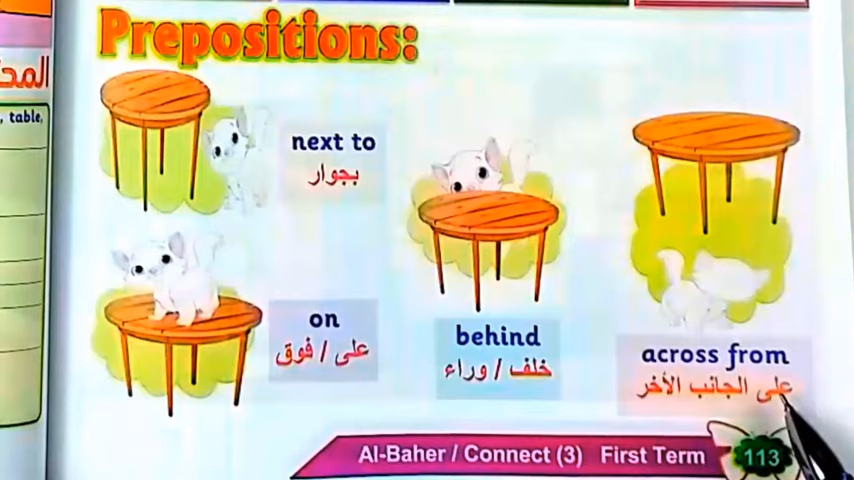 Prepositions:
المحا
, table,
next to
بجوار
on
على / فوق
behind
خلف / وراء
across from
على الجانب الأخر
Al-Baher / Connect (3) First Term
113